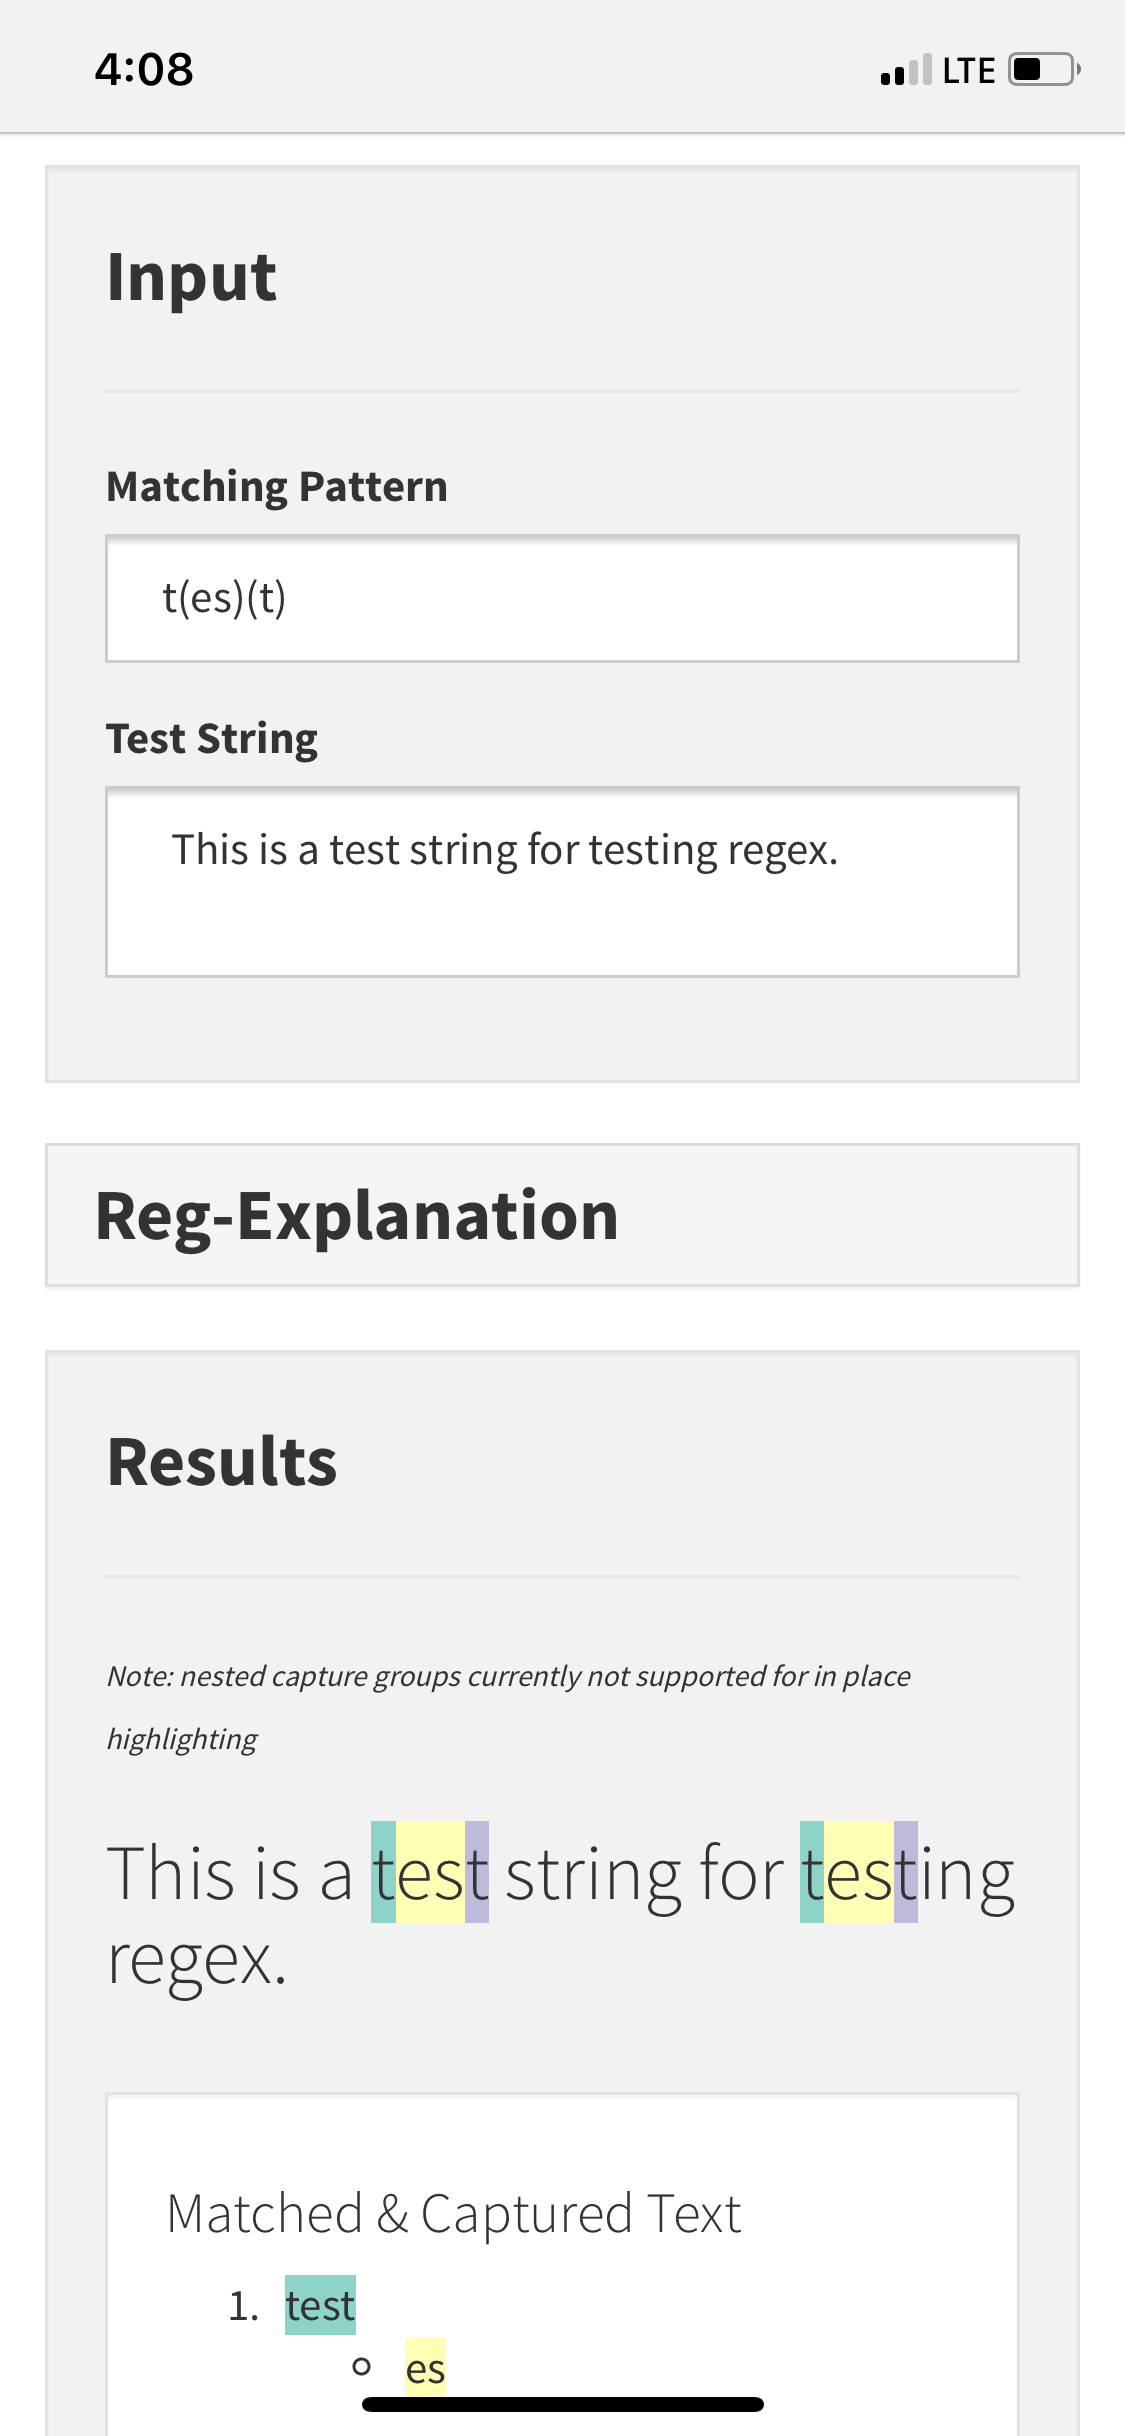 4:08 LTE
Input
Matching Pattern
t(es)(t)
Test String
This is a test string for testing regex.
Reg-Explanation
Results
Note: nested capture groups currently not supported for in place
highlighting
This is a test string for testing
regex.
Matched & Captured Text
1. test
es